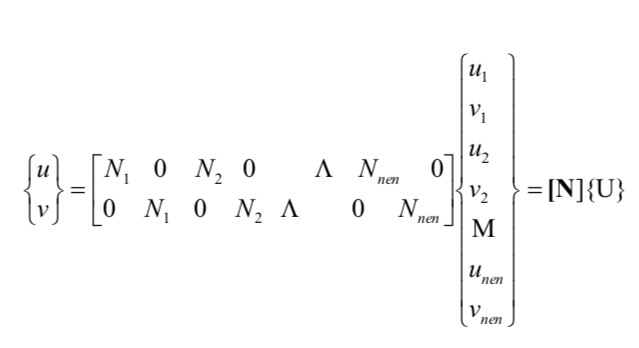 {u v} = [N₁ 0 N₂ 0 Λ Nₙₑₙ 0
0 N₁ 0 N₂ Λ 0 Nₙₑₙ] {u₁ v₁ u₂ v₂ M uₙₑₙ vₙₑₙ} = [N]{U}